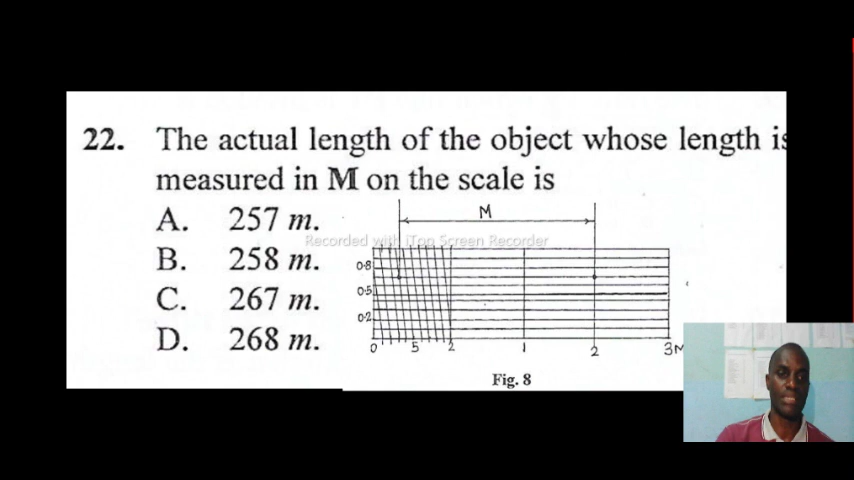 22. The actual length of the object whose length is
measured in M on the scale is
A. 257 m.
B. 258 m.
C. 267 m.
D. 268 m.
M
Recorded with iTop Screen Recorder
0·8
0·5
0·2
0 5 2 1 2 3M
Fig. 8